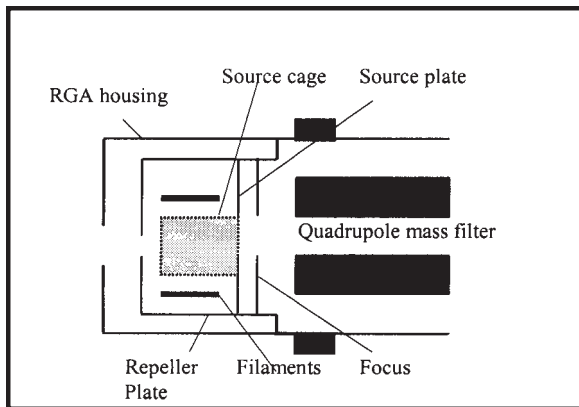 Source cage
Source plate
RGA housing
Quadrupole mass filter
Repeller
Plate
Filaments
Focus